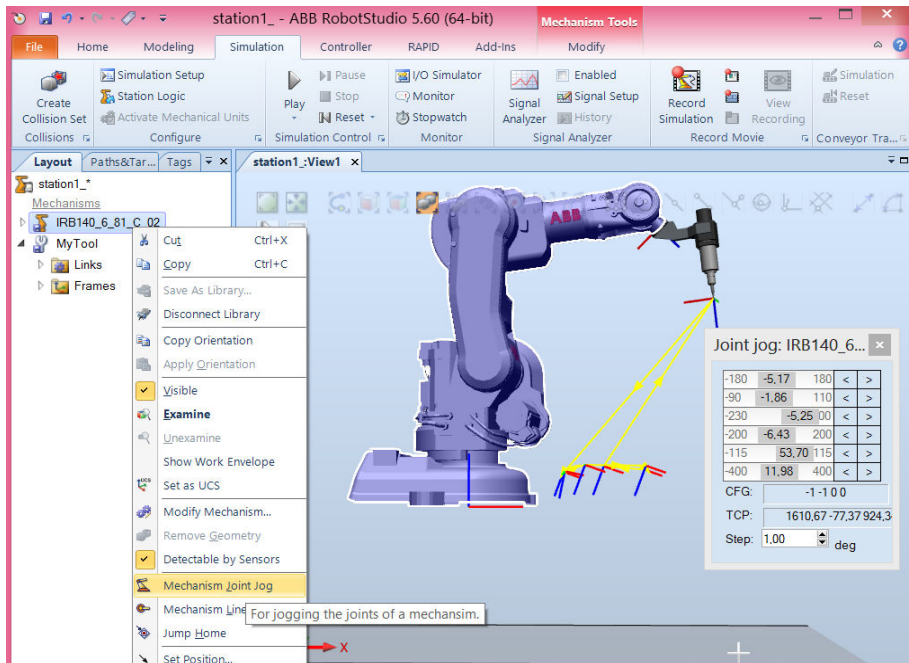 station1_ - ABB RobotStudio 5.60 (64-bit)
Mechanism Tools
File Home Modeling Simulation Controller RAPID Add-Ins Modify
Create Collision Set
Collisions
Simulation Setup
Station Logic
Activate Mechanical Units
Configure
Play
Pause
Stop
Reset
Simulation Control
I/O Simulator
Monitor
Stopwatch
Monitor
Signal Analyzer
Enabled
Signal Setup
History
Signal Analyzer
Record Simulation
View Recording
Record Movie
Simulation
Reset
Conveyor Tra...
Layout Paths&Tar... Tags
station1_:View1
station1_*
Mechanisms
IRB140_6_81_C_02
MyTool
Links
Frames
Cut Ctrl+X
Copy Ctrl+C
Save As Library...
Disconnect Library
Copy Orientation
Apply Orientation
Visible
Examine
Unexamine
Show Work Envelope
UCS Set as UCS
Modify Mechanism...
Remove Geometry
Detectable by Sensors
Mechanism Joint Jog
Mechanism Line
For jogging the joints of a mechansim.
Jump Home
Set Position...
ABB
X
Joint jog: IRB140_6...
-180 -5,17 180 < >
-90 -1,86 110 < >
-230 -5,25 00 < >
-200 -6,43 200 < >
-115 53,70 115 < >
-400 11,98 400 < >
CFG: -1 -1 0 0
TCP: 1610,67 -77,37 924,3
Step: 1,00 deg